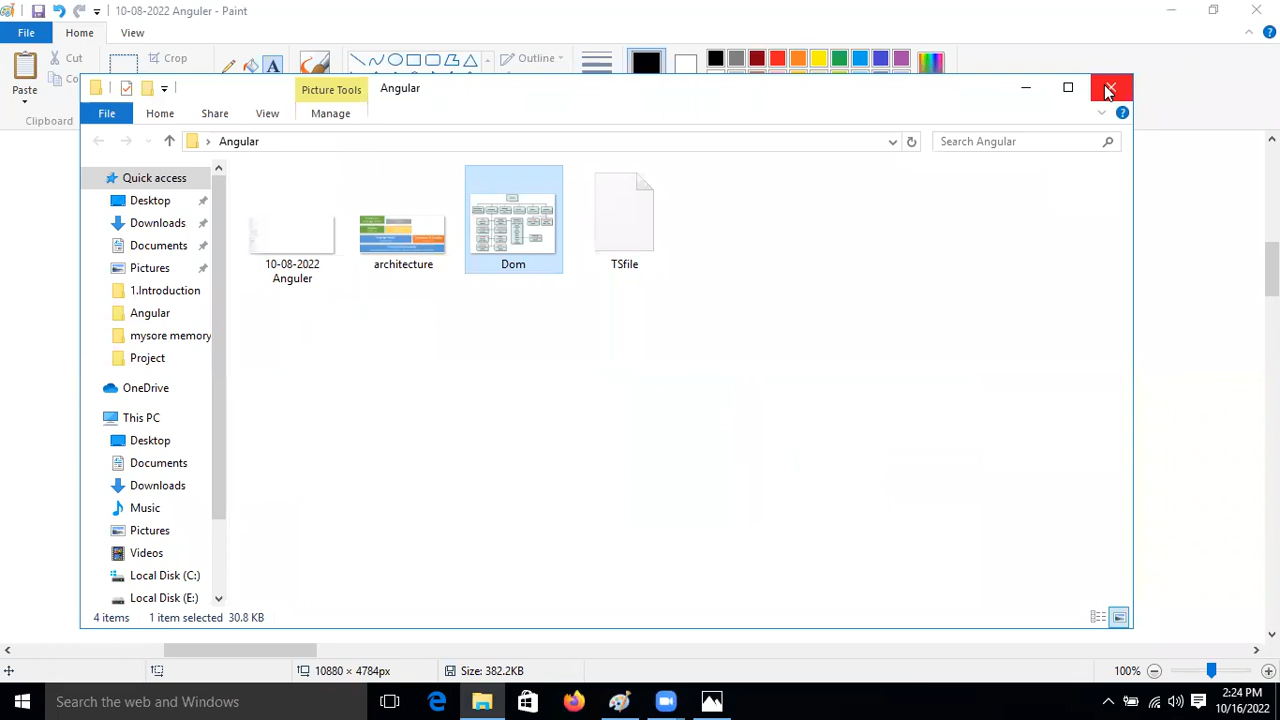 10-08-2022 Anguler - Paint
File
Home
View
Paste
Cut
Co
Crop
A
Outline
Clipboard
Picture Tools
Angular
File
Home
Share
View
Manage
Angular
Search Angular
Quick access
Desktop
Downloads
Documents
Pictures
1.Introduction
Angular
mysore memory
Project
OneDrive
This PC
Desktop
Documents
Downloads
Music
Pictures
Videos
Local Disk (C:)
Local Disk (E:)
10-08-2022
Anguler
architecture
Dom
TSfile
4 items
1 item selected 30.8 KB
10880 × 4784px
Size: 382.2KB
100%
Search the web and Windows
2:24 PM
10/16/2022